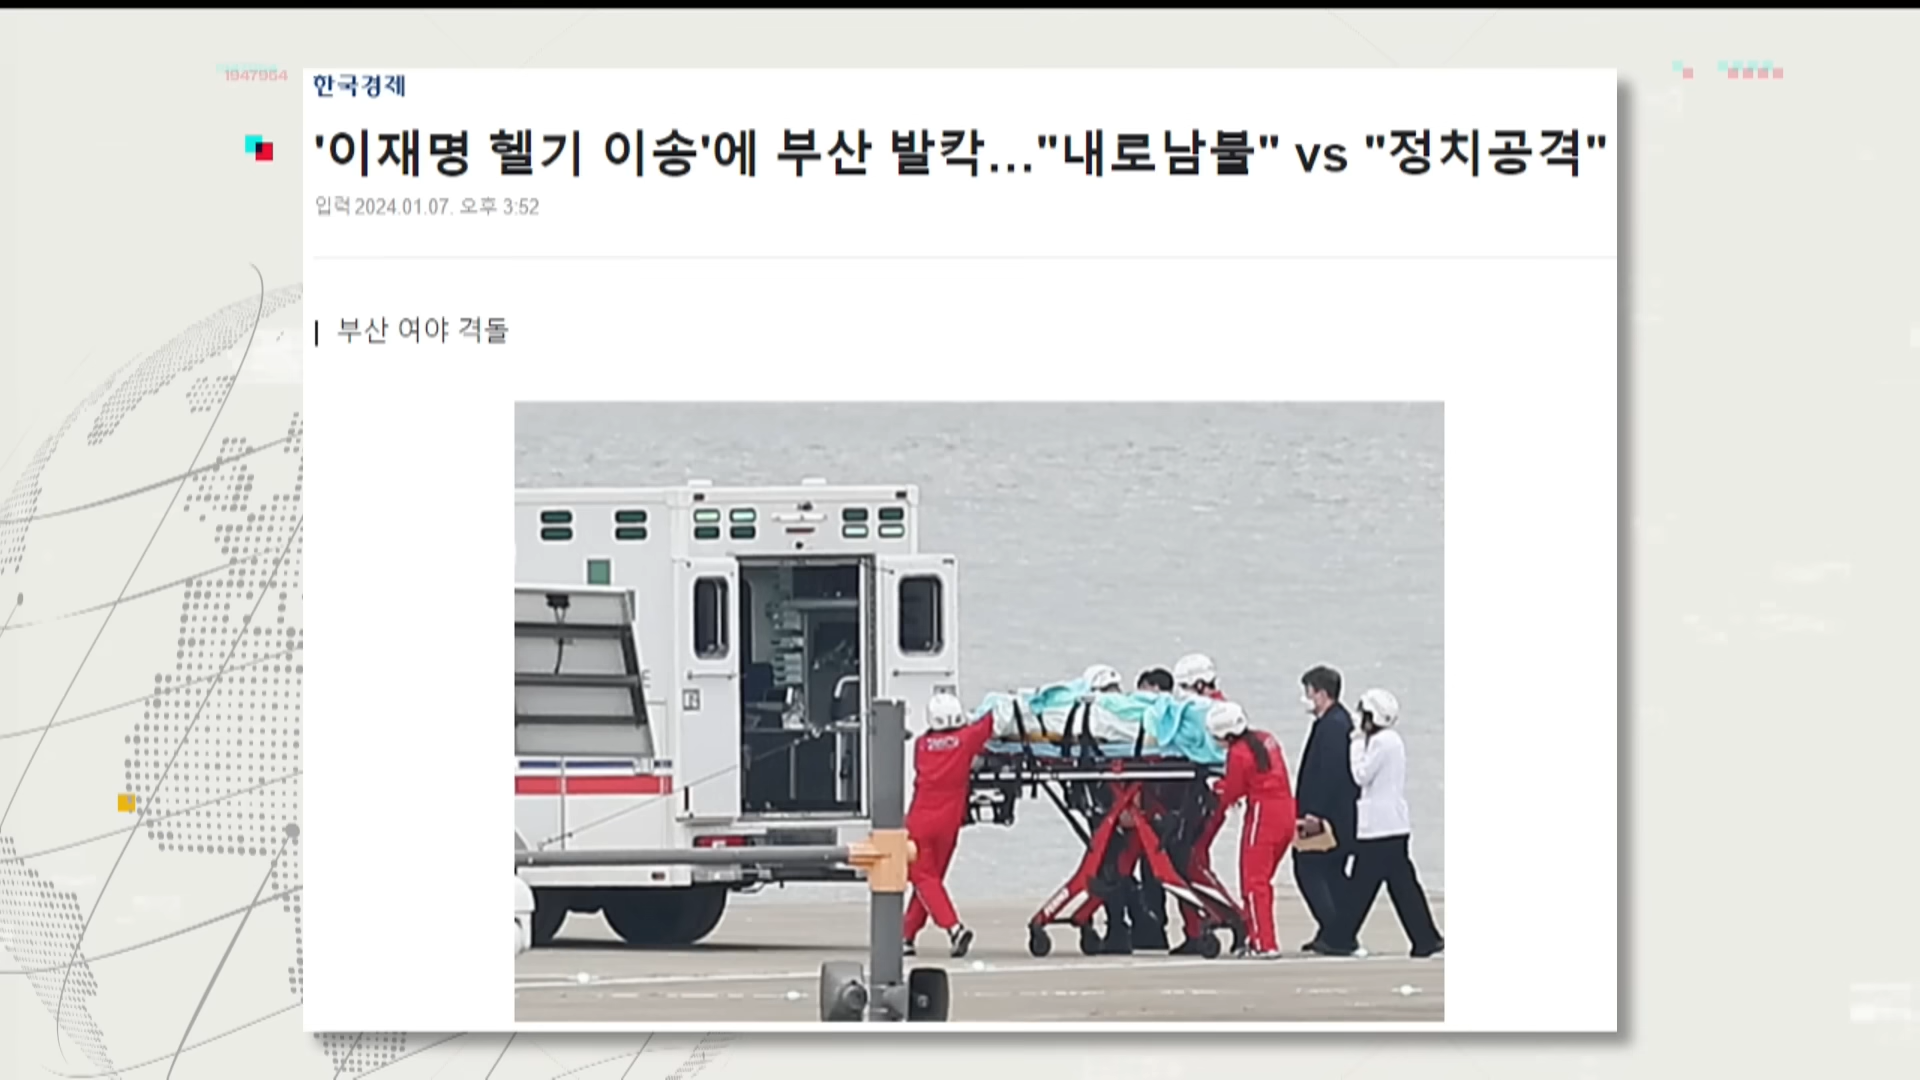 1947954
한국경제
'이재명 헬기 이송'에 부산 발칵..."내로남불" vs "정치공격"
입력 2024.01.07. 오후 3:52
부산 여야 격돌